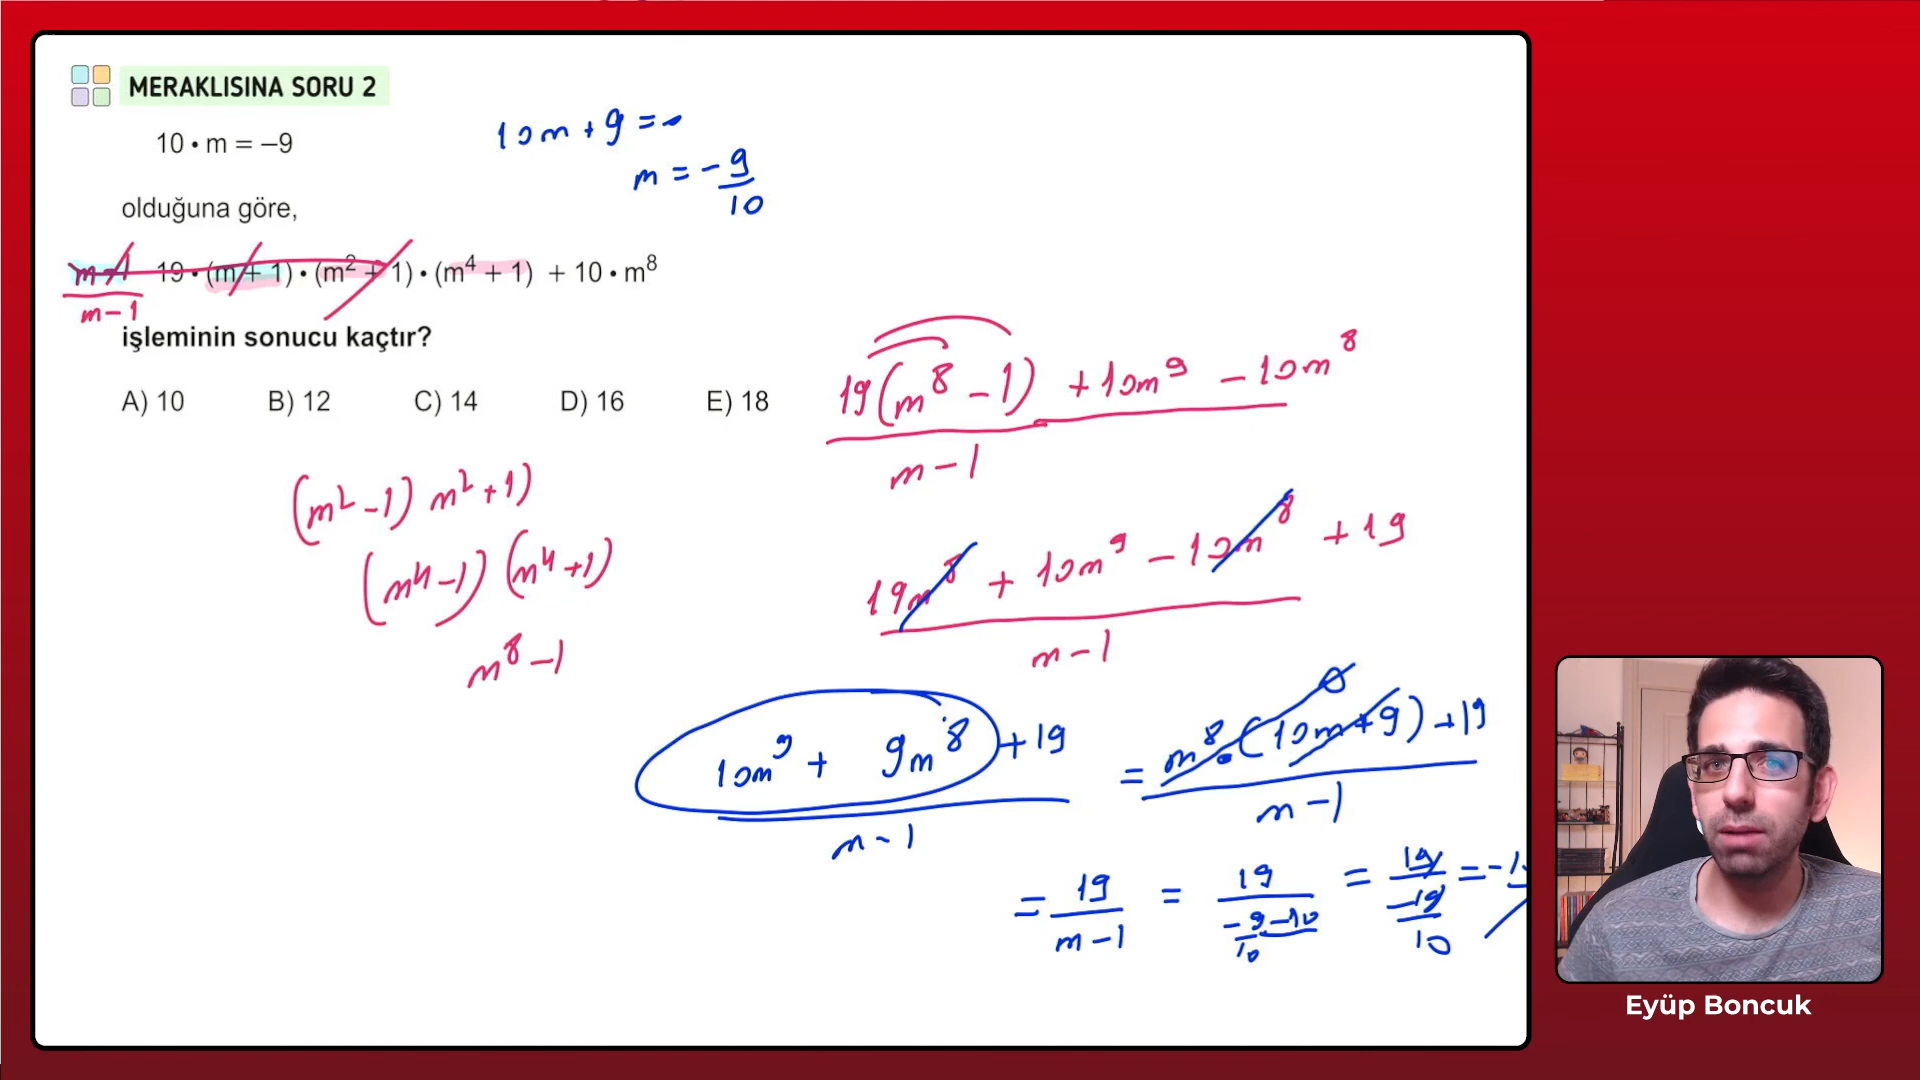 MERAKLISINA SORU 2
10 • m = –9
10m + 9 = 0
m = - 9/10
olduğuna göre,
m-1 19 • (m + 1) • (m² + 1) • (m⁴ + 1) + 10 • m⁸
m-1
işleminin sonucu kaçtır?
A) 10 B) 12 C) 14 D) 16 E) 18
19(m⁸ - 1) + 10m⁹ - 10m⁸
m-1
(m² -1) m² +1)
(m⁴ -1) (m⁴ +1)
m⁸ -1
19m⁸ + 10m⁹ - 10m⁸ + 19
m-1
10m⁹ + 9m⁸ + 19
m-1
= m⁸ • (10m+9) + 19
m-1
0
= 19/m-1 = 19/-9-10/10 = 19/-19/10 =
Eyüp Boncuk